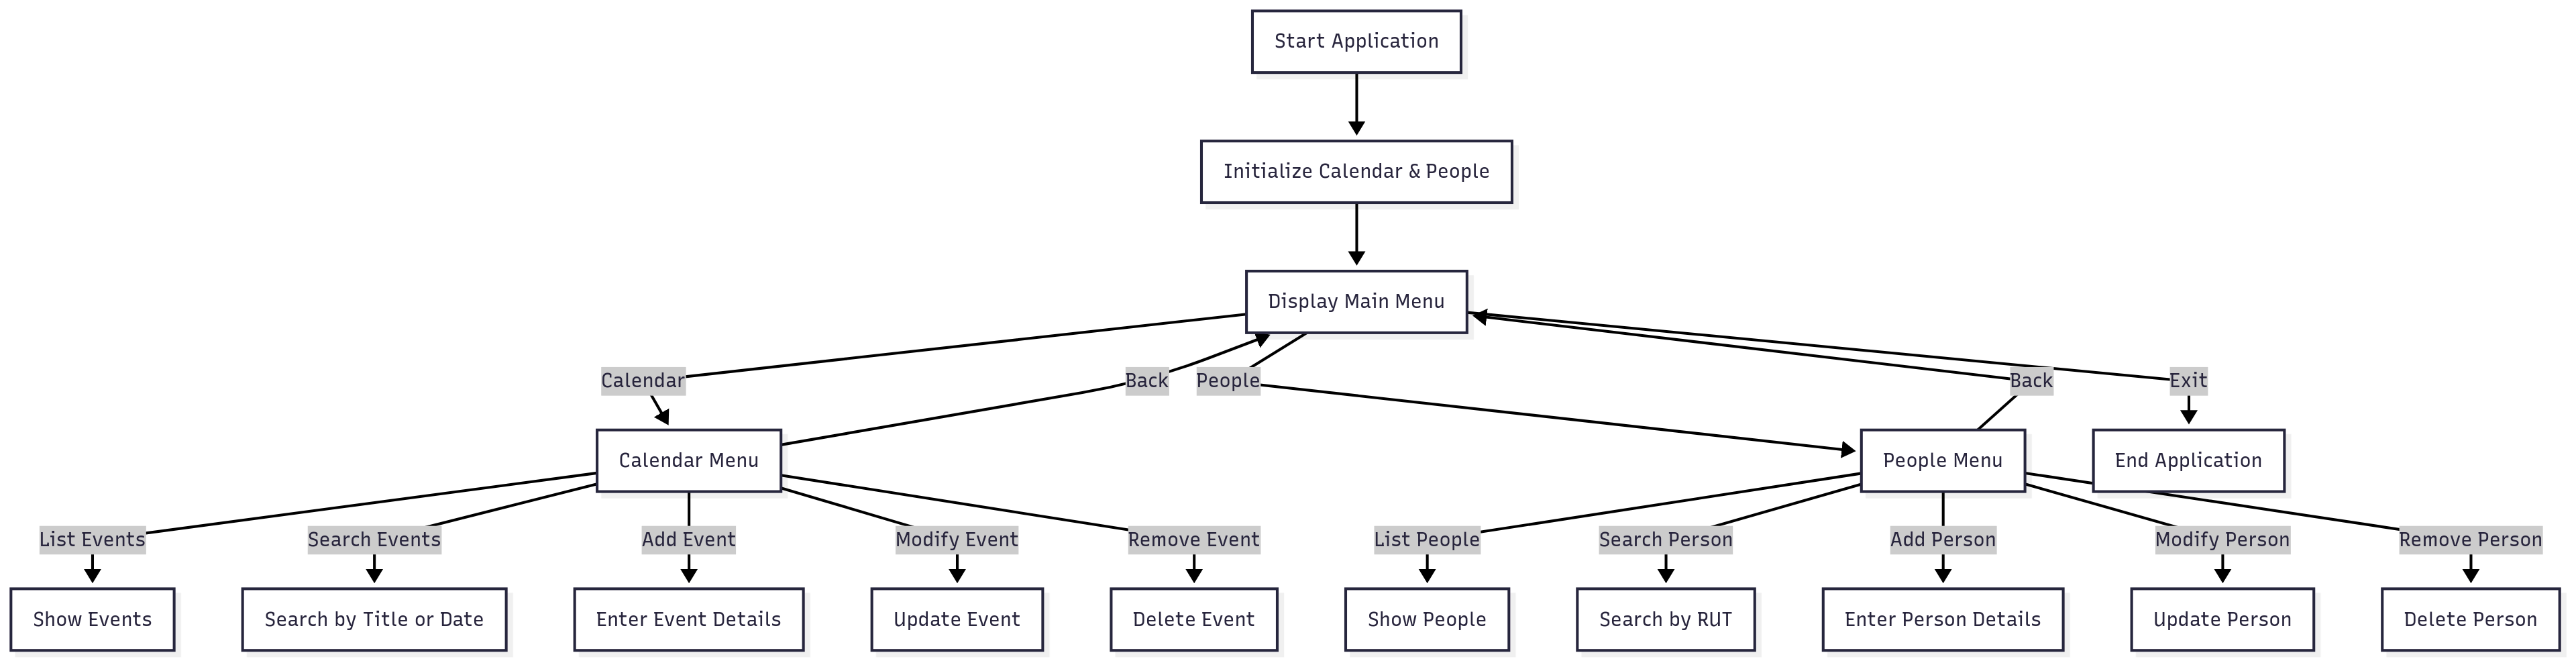 Start Application
Initialize Calendar & People
Display Main Menu
Calendar
Back
People
Back
Exit
Calendar Menu
People Menu
End Application
List Events
Search Events
Add Event
Modify Event
Remove Event
List People
Search Person
Add Person
Modify Person
Remove Person
Show Events
Search by Title or Date
Enter Event Details
Update Event
Delete Event
Show People
Search by RUT
Enter Person Details
Update Person
Delete Person